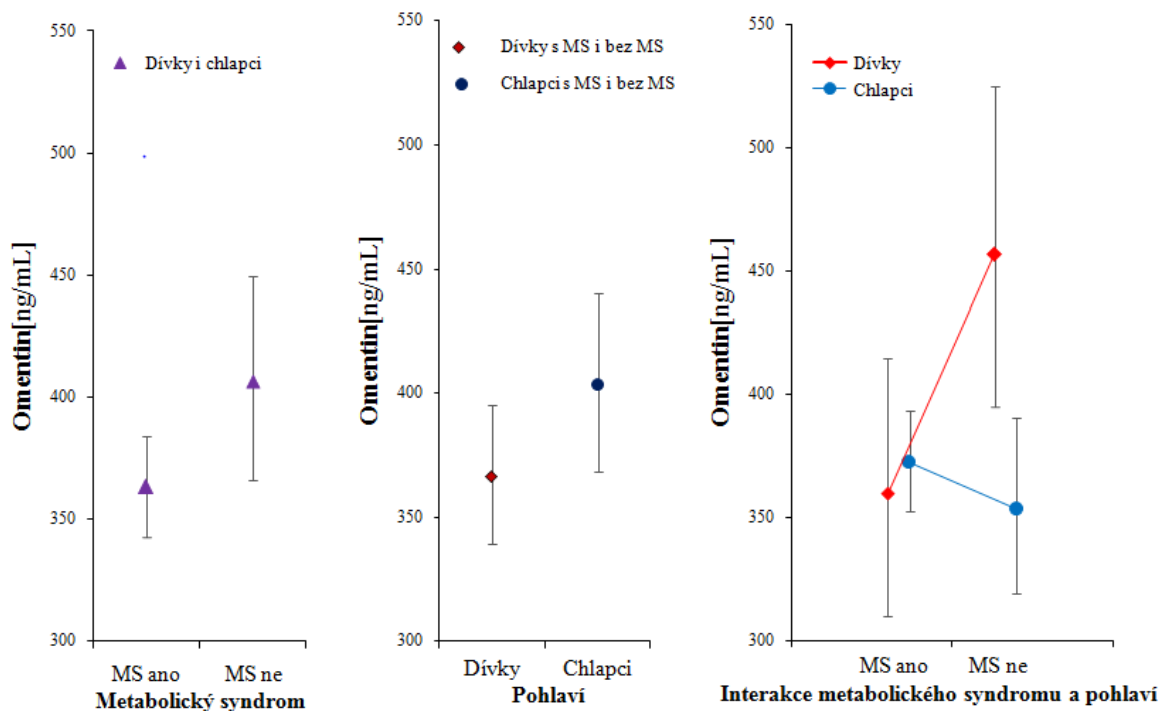 550
500
450
400
350
300
Omentin[ng/mL]
Dívky i chlapci
MS ano
MS ne
Metabolický syndrom
550
500
450
400
350
300
Omentin[ng/mL]
Dívky s MS i bez MS
Chlapci s MS i bez MS
Dívky
Chlapci
Pohlaví
550
500
450
400
350
300
Omentin[ng/mL]
Dívky
Chlapci
MS ano
MS ne
Interakce metabolického syndromu a pohlaví